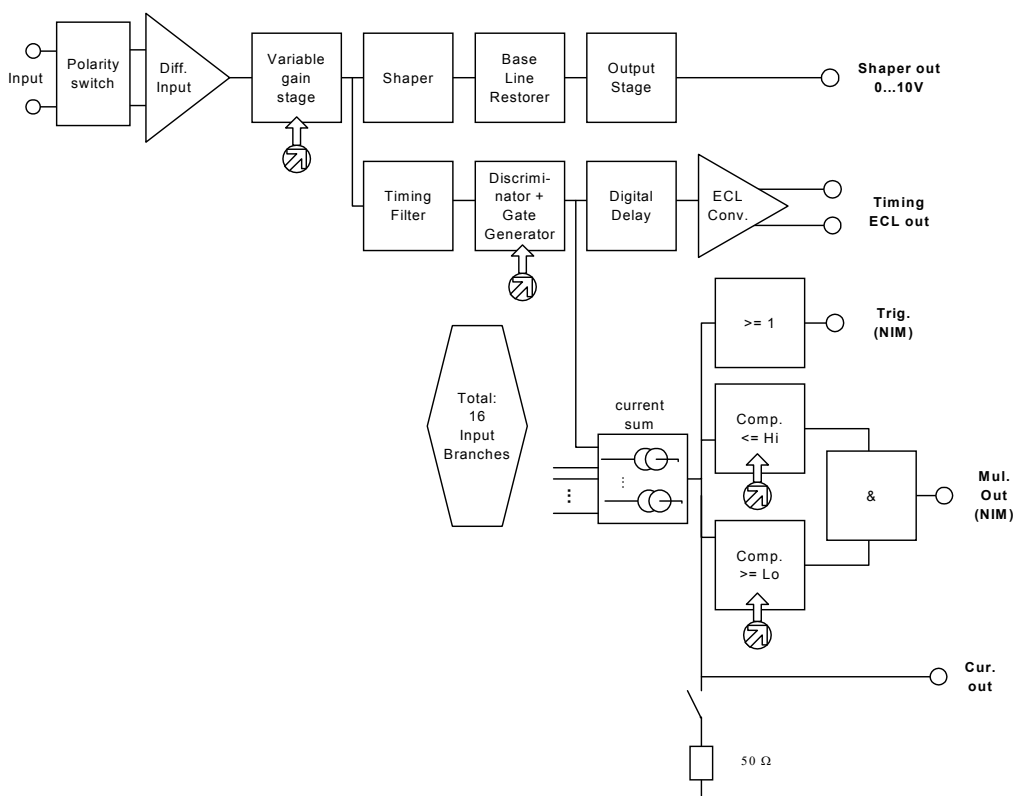 Input
Polarity
switch
Diff.
Input
Variable
gain
stage
Shaper
Base
Line
Restorer
Output
Stage
Shaper out
0...10V
Timing
Filter
Discrimi-
nator +
Gate
Generator
Digital
Delay
ECL
Conv.
Timing
ECL out
>= 1
Trig.
(NIM)
Total:
16
Input
Branches
current
sum
Comp.
<= Hi
&
Mul.
Out
(NIM)
Comp.
>= Lo
Cur.
out
50 Ω